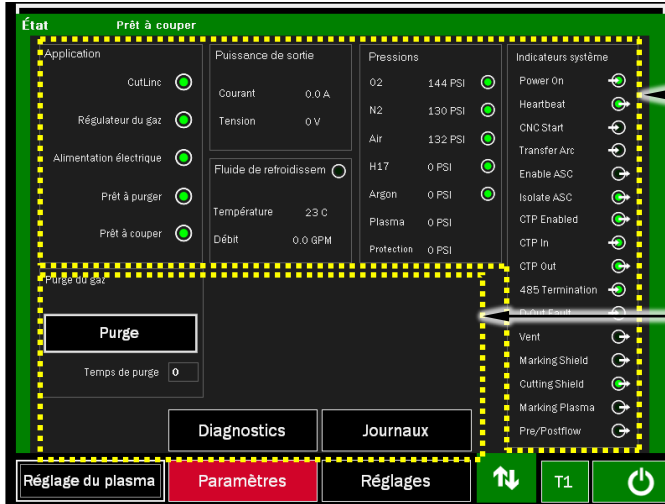 État Prêt à couper
Application
CutLinc
Régulateur du gaz
Alimentation électrique
Prêt à purger
Prêt à couper
Puissance de sortie
Courant 0.0 A
Tension 0 V
Fluide de refroidissem
Température 23 C
Débit 0.0 GPM
Pressions
O2 144 PSI
N2 130 PSI
Air 132 PSI
H17 0 PSI
Argon 0 PSI
Plasma 0 PSI
Protection 0 PSI
Indicateurs système
Power On
Heartbeat
CNC Start
Transfer Arc
Enable ASC
Isolate ASC
CTP Enabled
CTP In
CTP Out
485 Termination
Vent
Marking Shield
Cutting Shield
Marking Plasma
Pre/Postflow
Purge du gaz
Purge
Temps de purge 0
Diagnostics
Journaux
Réglage du plasma
Paramètres
Réglages
T1